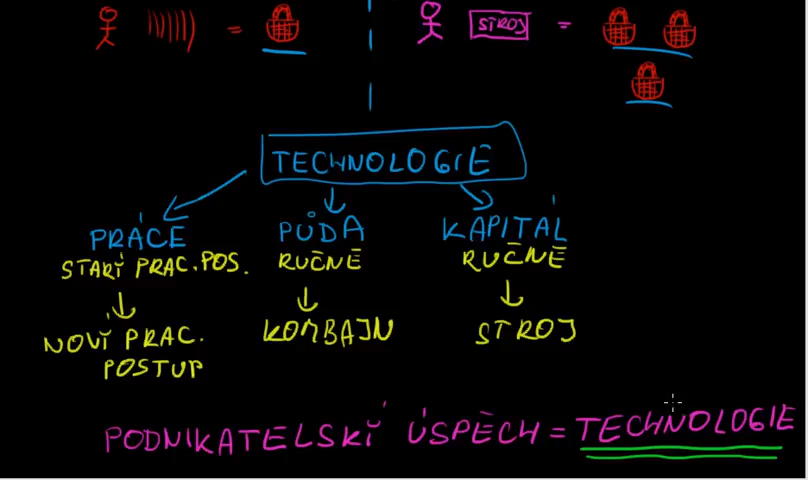 STROJ
TECHNOLOGIE
PRÁCE PŮDA KAPITÁL
STARÝ PRAC. POS. RUČNĚ RUČNĚ
NOVÝ PRAC. KOMBAJN STROJ
POSTUP
PODNIKATELSKÝ ÚSPĚCH = TECHNOLOGIE